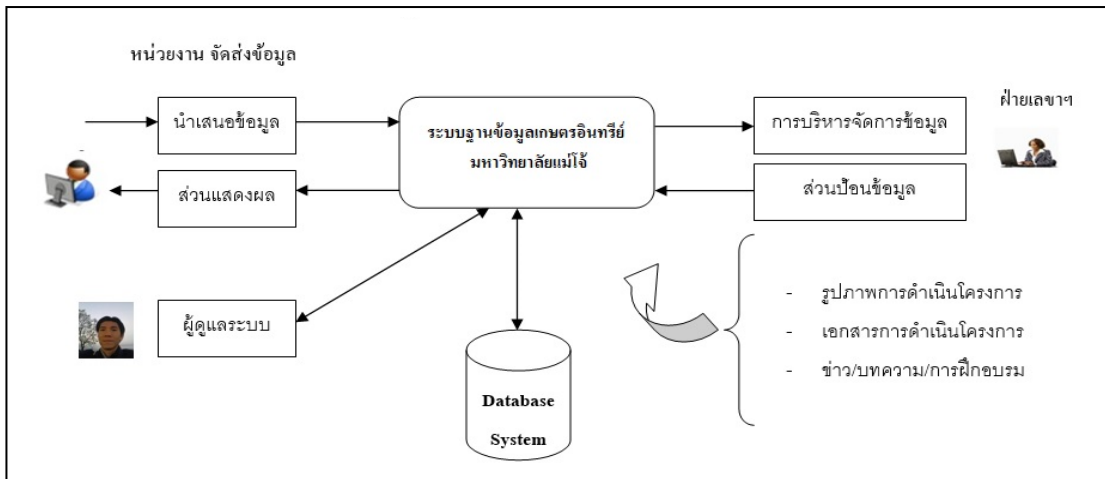 หน่วยงาน จัดส่งข้อมูล
นำเสนอข้อมูล
ส่วนแสดงผล
ผู้ดูแลระบบ
ระบบฐานข้อมูลเกษตรอินทรีย์
มหาวิทยาลัยแม่โจ้
Database
System
การบริหารจัดการข้อมูล
ฝ่ายเลขาฯ
ส่วนป้อนข้อมูล
- รูปภาพการดำเนินโครงการ
- เอกสารการดำเนินโครงการ
- ข่าว/บทความ/การฝึกอบรม